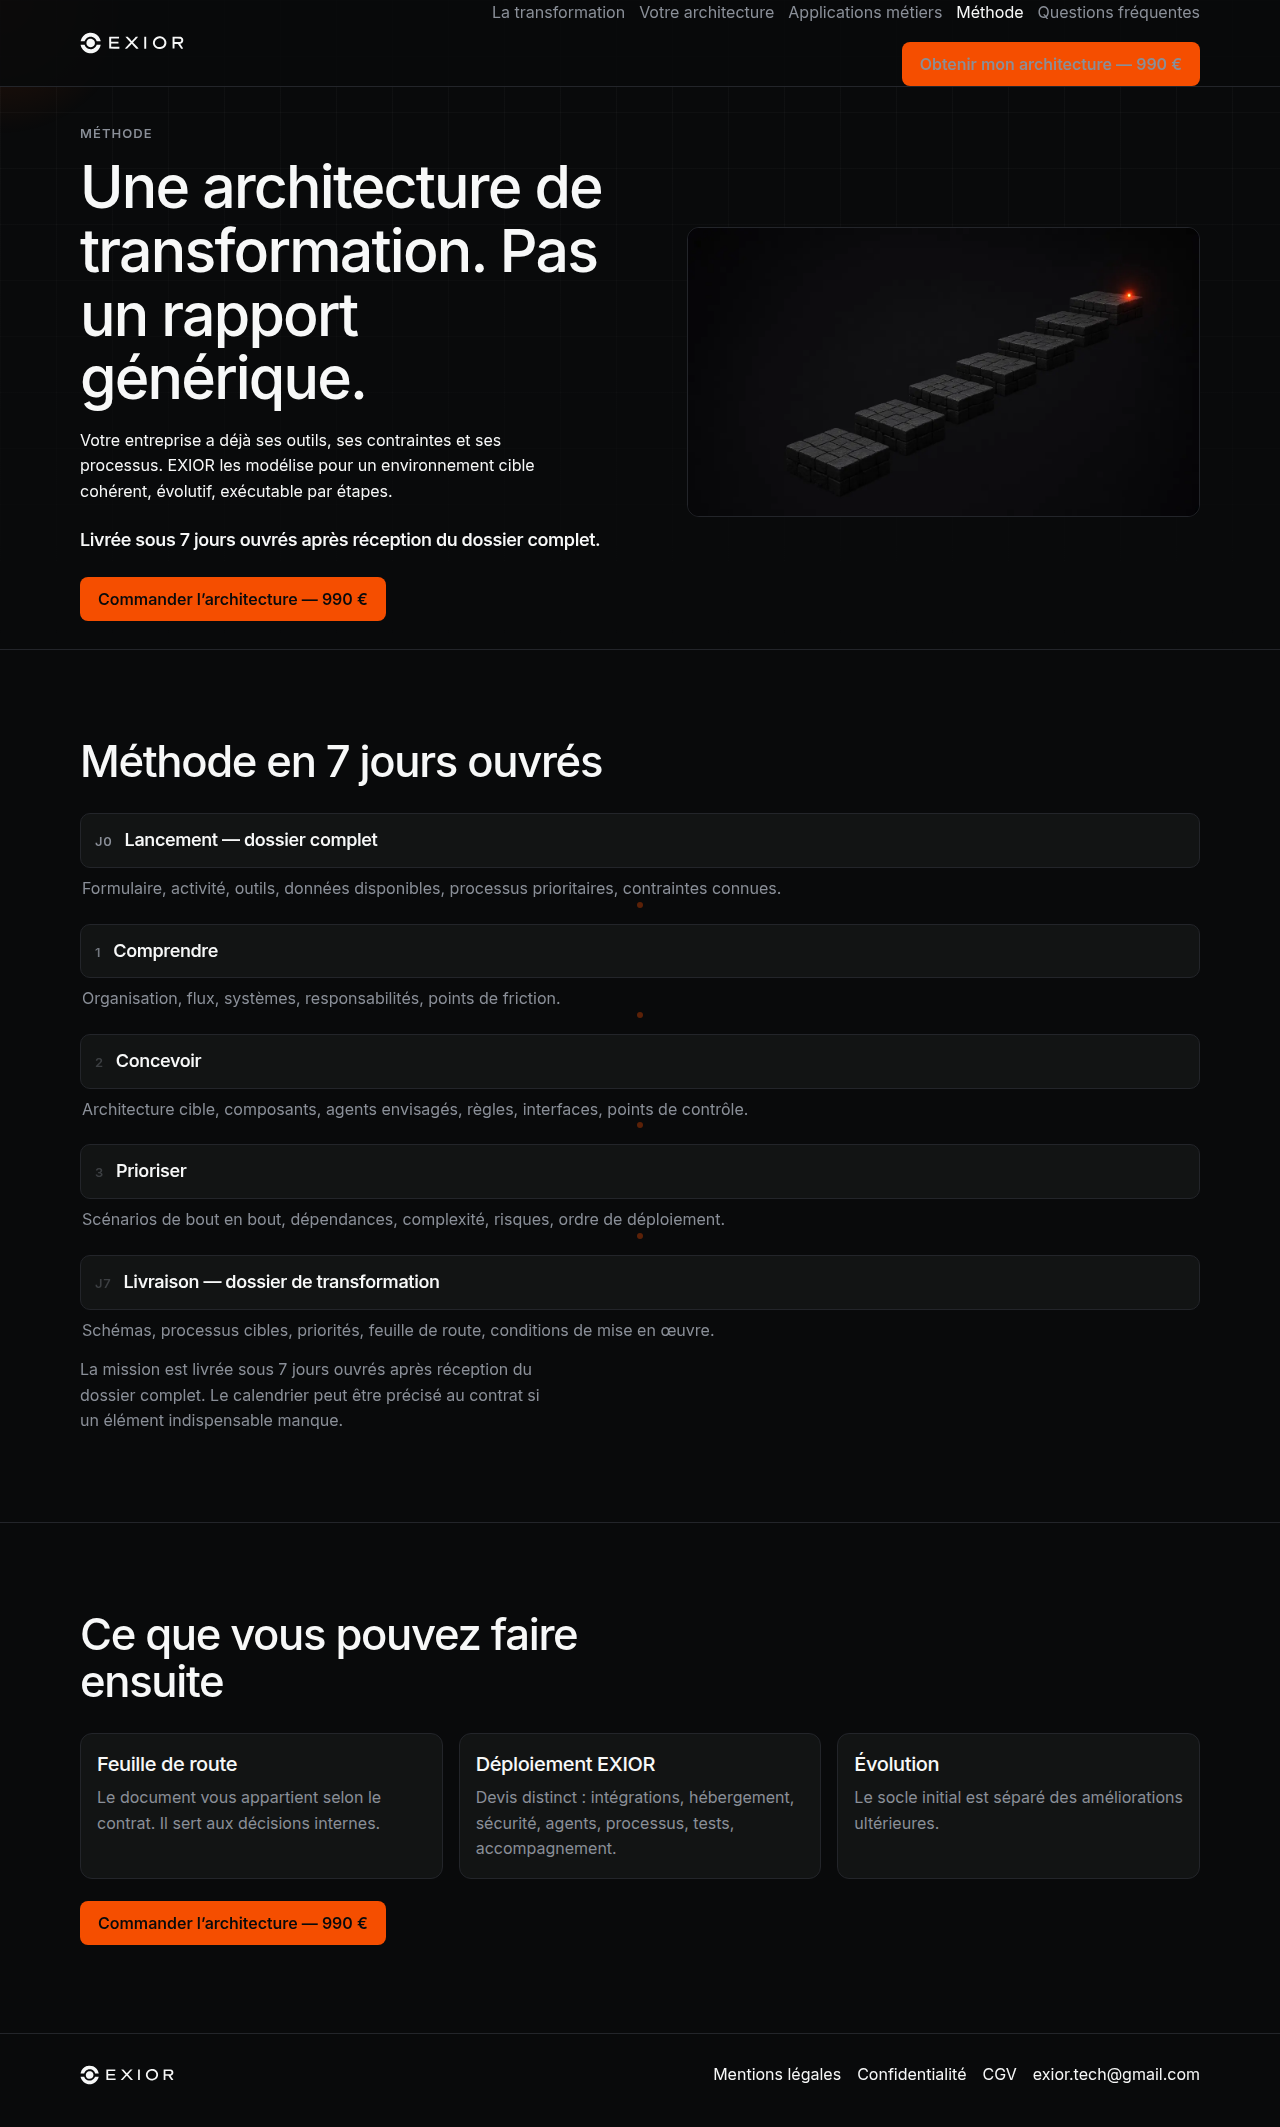 La transformation Votre architecture Applications métiers Méthode Questions fréquentes
EXIOR
Obtenir mon architecture — 990 €
MÉTHODE
Une architecture de
transformation. Pas
un rapport
générique.
Votre entreprise a déjà ses outils, ses contraintes et ses
processus. EXIOR les modélise pour un environnement cible
cohérent, évolutif, exécutable par étapes.
Livrée sous 7 jours ouvrés après réception du dossier complet.
Commander l’architecture — 990 €
Méthode en 7 jours ouvrés
J0 Lancement — dossier complet
Formulaire, activité, outils, données disponibles, processus prioritaires, contraintes connues.
1 Comprendre
Organisation, flux, systèmes, responsabilités, points de friction.
2 Concevoir
Architecture cible, composants, agents envisagés, règles, interfaces, points de contrôle.
3 Prioriser
Scénarios de bout en bout, dépendances, complexité, risques, ordre de déploiement.
J7 Livraison — dossier de transformation
Schémas, processus cibles, priorités, feuille de route, conditions de mise en œuvre.
La mission est livrée sous 7 jours ouvrés après réception du
dossier complet. Le calendrier peut être précisé au contrat si
un élément indispensable manque.
Ce que vous pouvez faire
ensuite
Feuille de route
Le document vous appartient selon le
contrat. Il sert aux décisions internes.
Déploiement EXIOR
Devis distinct : intégrations, hébergement,
sécurité, agents, processus, tests,
accompagnement.
Évolution
Le socle initial est séparé des améliorations
ultérieures.
Commander l’architecture — 990 €
EXIOR
Mentions légales Confidentialité CGV exior.tech@gmail.com